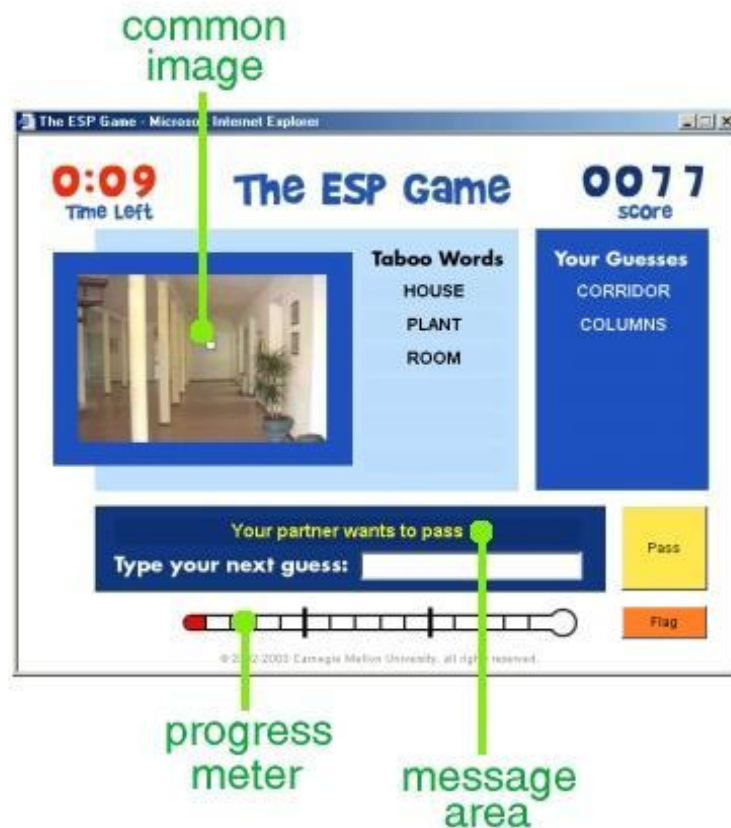 common
image
The ESP Game - Microsoft Internet Explorer
0:09
Time Left
The ESP Game
0077
score
Taboo Words
HOUSE
PLANT
ROOM
Your Guesses
CORRIDOR
COLUMNS
Your partner wants to pass
Type your next guess:
Pass
Flag
© 2002-2003 Carnegie Mellon University, all rights reserved.
progress
meter
message
area